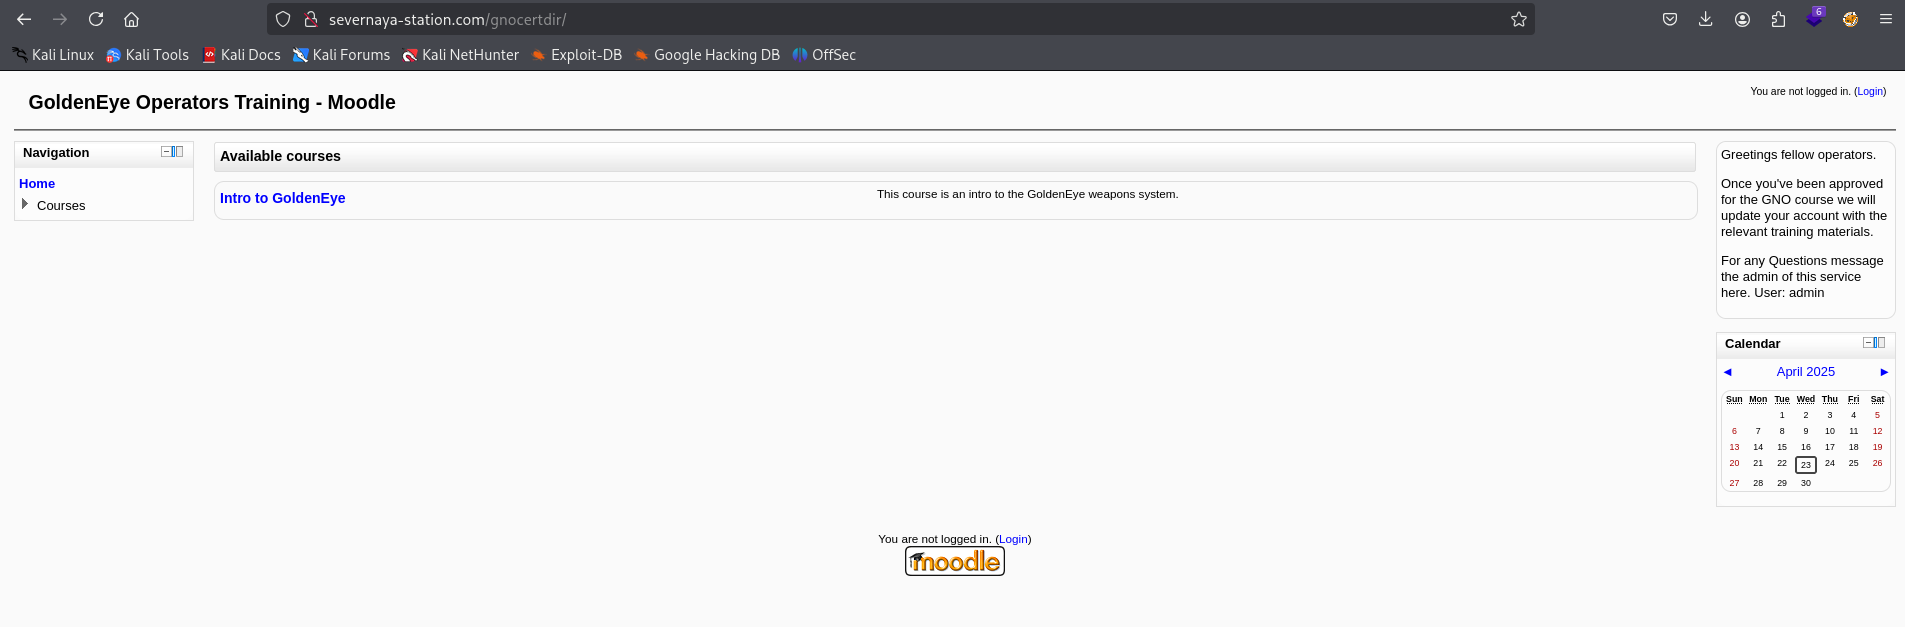 severnaya-station.com/gnocertdir/
6
Kali Linux Kali Tools Kali Docs Kali Forums Kali NetHunter Exploit-DB Google Hacking DB OffSec
GoldenEye Operators Training - Moodle
You are not logged in. (Login)
Navigation
Home
Courses
Available courses
Intro to GoldenEye
This course is an intro to the GoldenEye weapons system.
Greetings fellow operators.
Once you've been approved
for the GNO course we will
update your account with the
relevant training materials.
For any Questions message
the admin of this service
here. User: admin
Calendar
◄ April 2025 ►
Sun Mon Tue Wed Thu Fri Sat
1 2 3 4 5
6 7 8 9 10 11 12
13 14 15 16 17 18 19
20 21 22 23 24 25 26
27 28 29 30
You are not logged in. (Login)
moodle